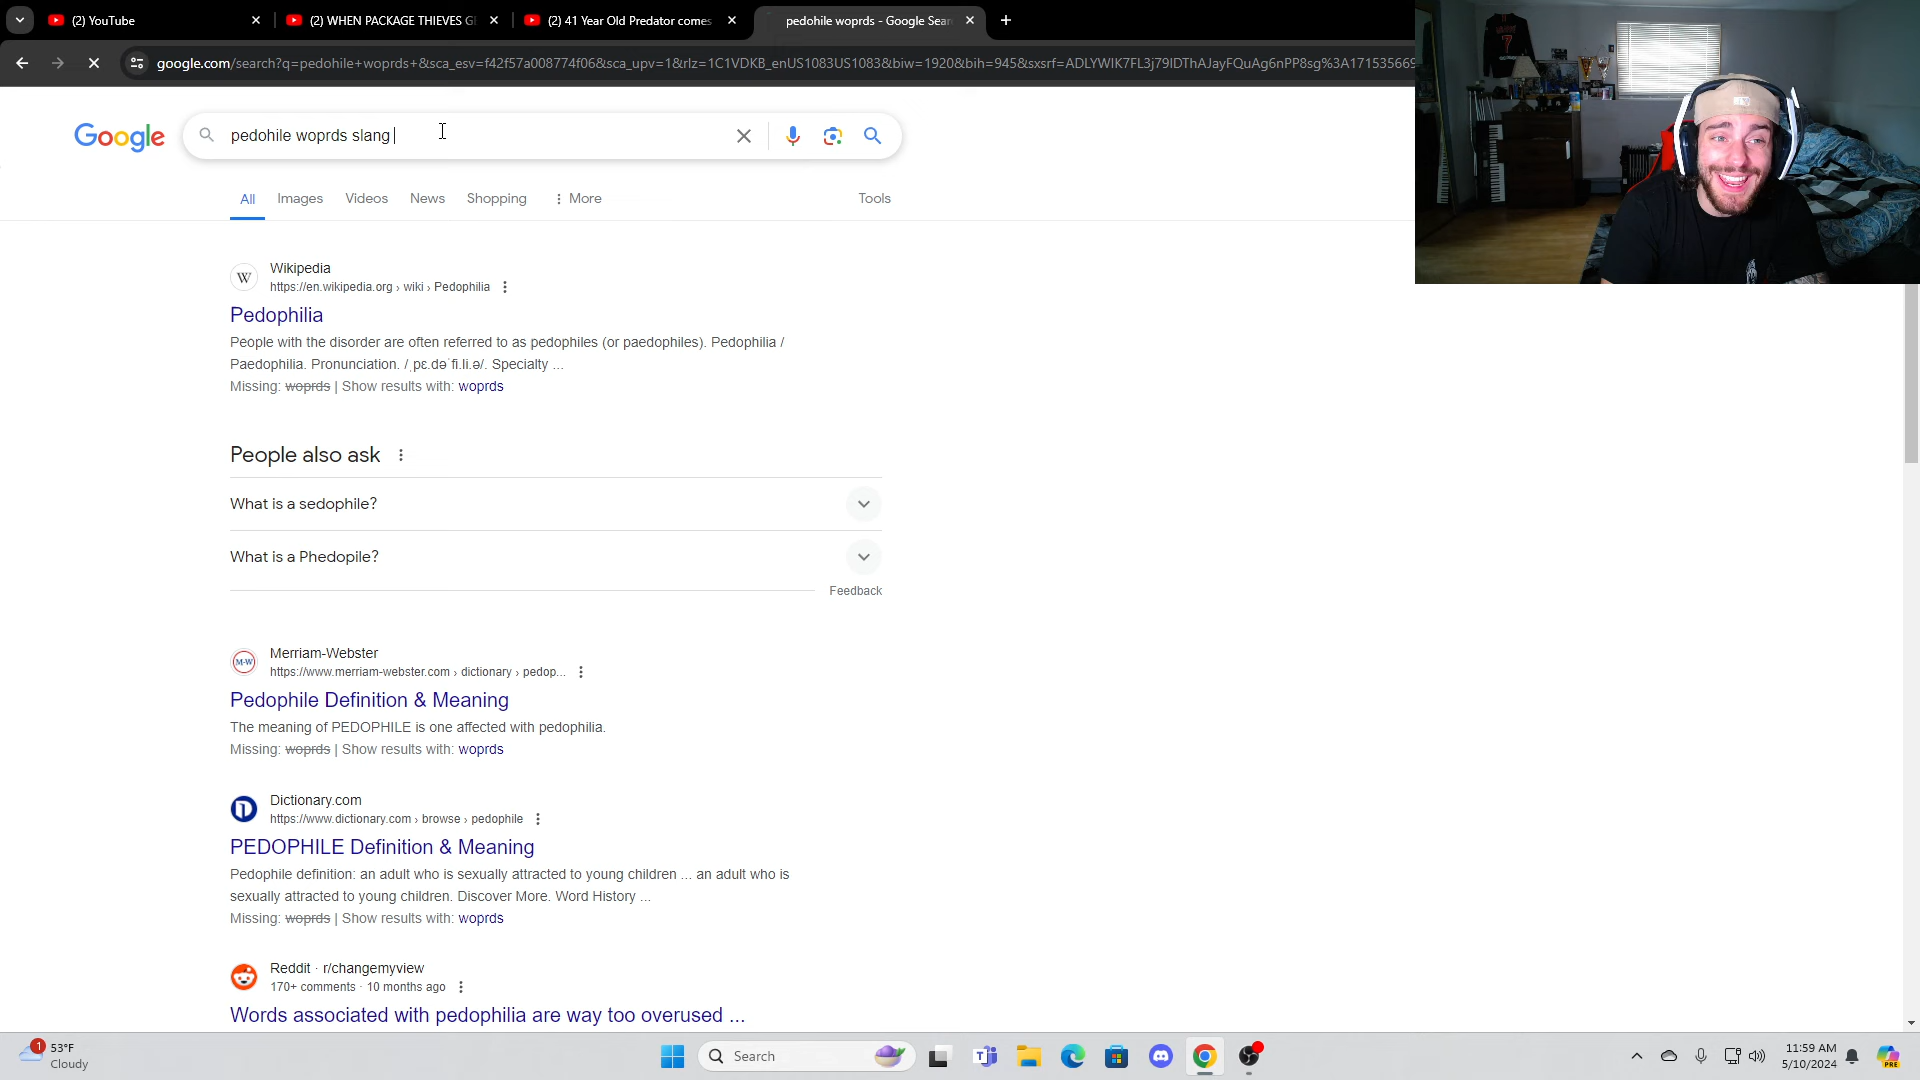 (2) YouTube
(2) WHEN PACKAGE THIEVES G
(2) 41 Year Old Predator comes
pedohile woprds - Google Sear
google.com/search?q=pedohile+woprds+&sca_esv=f42f57a008774f06&sca_upv=1&rlz=1C1VDKB_enUS1083US1083&biw=1920&bih=945&sxsrf=ADLYWIK7FL3j79IDThAJayFQuAg6nPP8sg%3A171535669
Google
pedohile woprds slang
All Images Videos News Shopping More Tools
W
Wikipedia
https://en.wikipedia.org › wiki › Pedophilia
Pedophilia
People with the disorder are often referred to as pedophiles (or paedophiles). Pedophilia /
Paedophilia. Pronunciation. /ˌpɛ.dəˈfi.li.ə/. Specialty ...
Missing: woprds | Show results with: woprds
People also ask
What is a sedophile?
What is a Phedopile?
Feedback
M-W
Merriam-Webster
https://www.merriam-webster.com › dictionary › pedop...
Pedophile Definition & Meaning
The meaning of PEDOPHILE is one affected with pedophilia.
Missing: woprds | Show results with: woprds
Dictionary.com
https://www.dictionary.com › browse › pedophile
PEDOPHILE Definition & Meaning
Pedophile definition: an adult who is sexually attracted to young children ... an adult who is
sexually attracted to young children. Discover More. Word History ...
Missing: woprds | Show results with: woprds
Reddit · r/changemyview
170+ comments · 10 months ago
Words associated with pedophilia are way too overused ...
1
53°F
Cloudy
Search
11:59 AM
5/10/2024
PRE
7